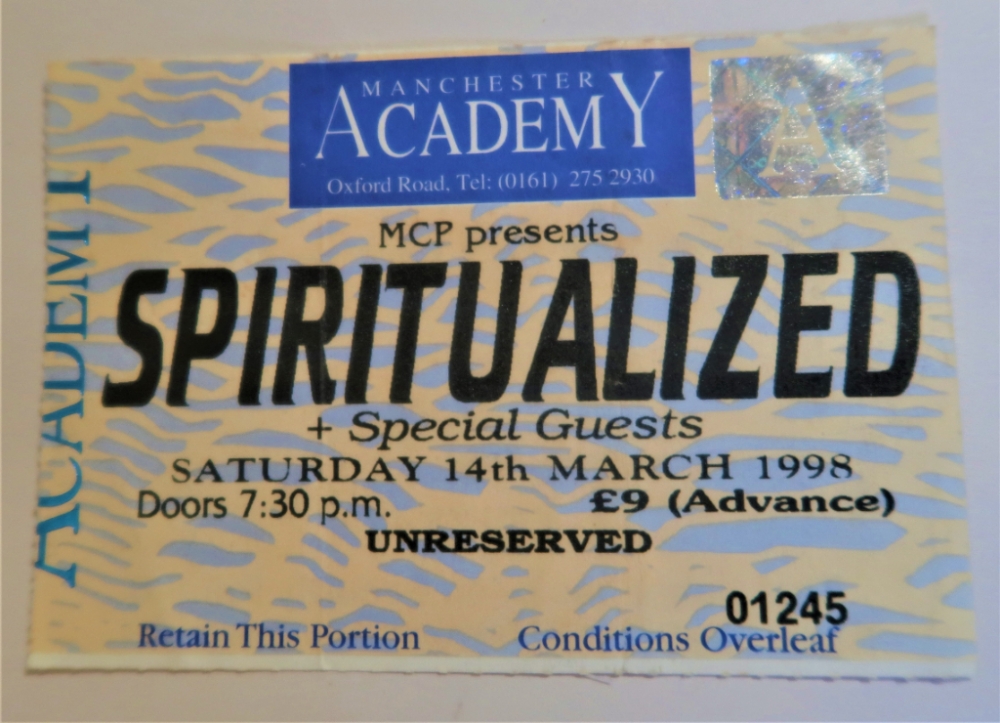 MANCHESTER
ACADEMY
Oxford Road, Tel: (0161) 275 2930
A
MCP presents
SPIRITUALIZED
+ Special Guests
SATURDAY 14th MARCH 1998
Doors 7:30 p.m. £9 (Advance)
UNRESERVED
01245
Retain This Portion Conditions Overleaf
ACADEMY